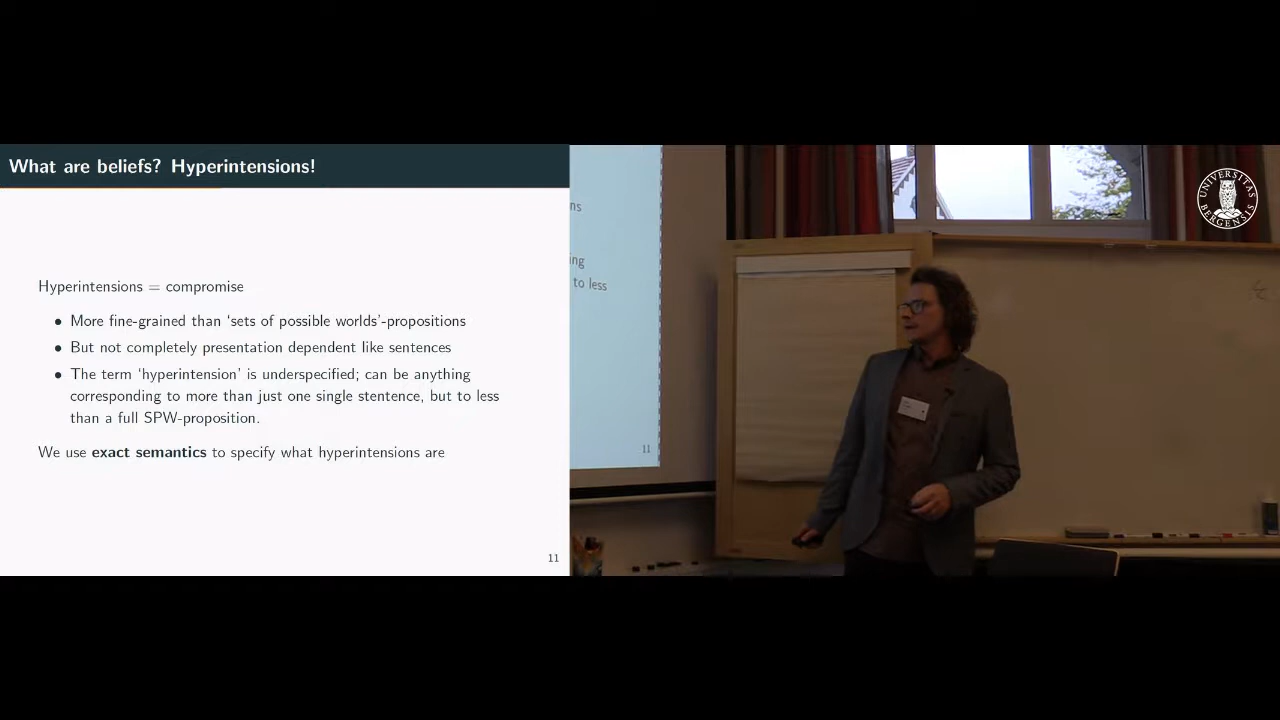 What are beliefs? Hyperintensions!
Hyperintensions = compromise
• More fine-grained than ‘sets of possible worlds’-propositions
• But not completely presentation dependent like sentences
• The term ‘hyperintension’ is underspecified; can be anything
corresponding to more than just one single stentence, but to less
than a full SPW-proposition.
We use exact semantics to specify what hyperintensions are
11
ns
ing
to less
11
UNIVERSITAS
BERGENSIS